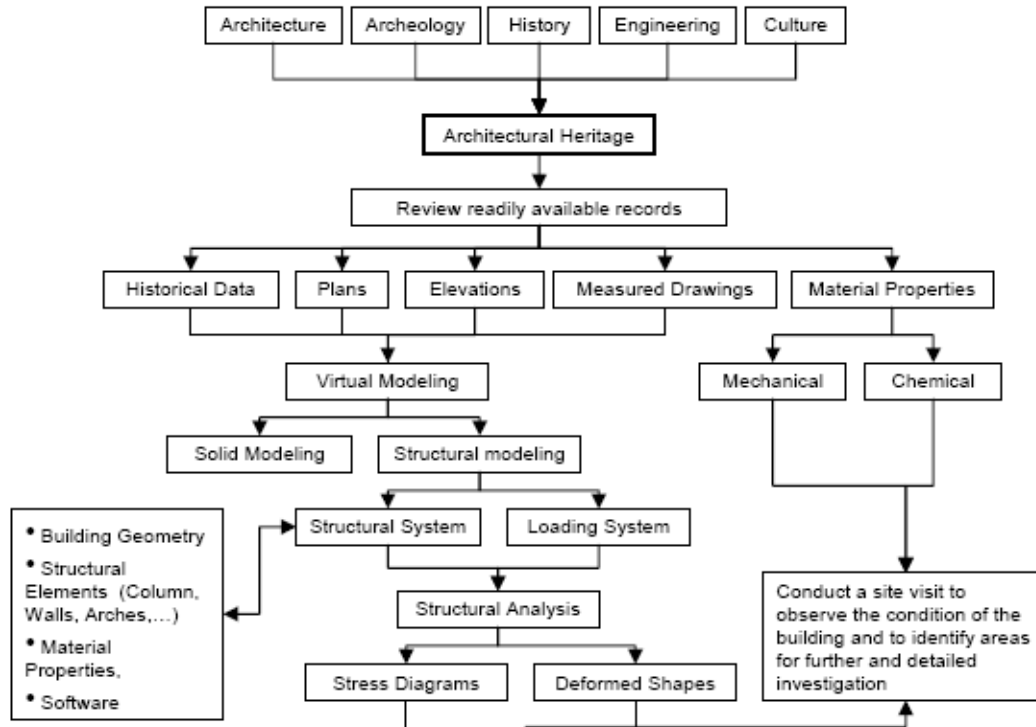 Architecture
Archeology
History
Engineering
Culture
Architectural Heritage
Review readily available records
Historical Data
Plans
Elevations
Measured Drawings
Material Properties
Virtual Modeling
Mechanical
Chemical
Solid Modeling
Structural modeling
Structural System
Loading System
• Building Geometry
• Structural
Elements (Column,
Walls, Arches,…)
• Material
Properties,
• Software
Structural Analysis
Stress Diagrams
Deformed Shapes
Conduct a site visit to
observe the condition of the
building and to identify areas
for further and detailed
investigation